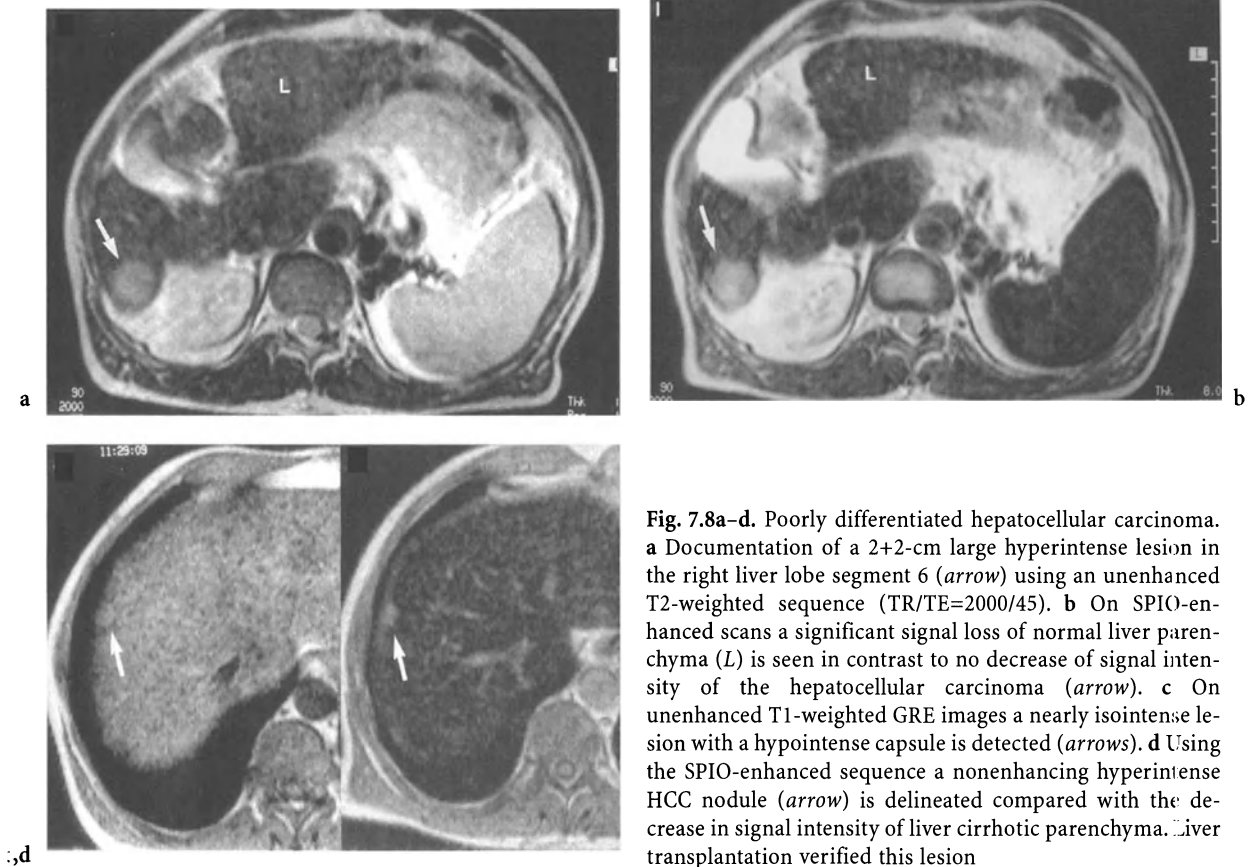 L
90
2000
Thk
a
L
L
90
2000
Thk 8.0
b
11:29:09
:,d
Fig. 7.8a–d. Poorly differentiated hepatocellular carcinoma.
a Documentation of a 2+2-cm large hyperintense lesion in
the right liver lobe segment 6 (arrow) using an unenhanced
T2-weighted sequence (TR/TE=2000/45). b On SPIO-en-
hanced scans a significant signal loss of normal liver paren-
chyma (L) is seen in contrast to no decrease of signal inten-
sity of the hepatocellular carcinoma (arrow). c On
unenhanced T1-weighted GRE images a nearly isointense le-
sion with a hypointense capsule is detected (arrows). d Using
the SPIO-enhanced sequence a nonenhancing hyperintense
HCC nodule (arrow) is delineated compared with the de-
crease in signal intensity of liver cirrhotic parenchyma. Liver
transplantation verified this lesion